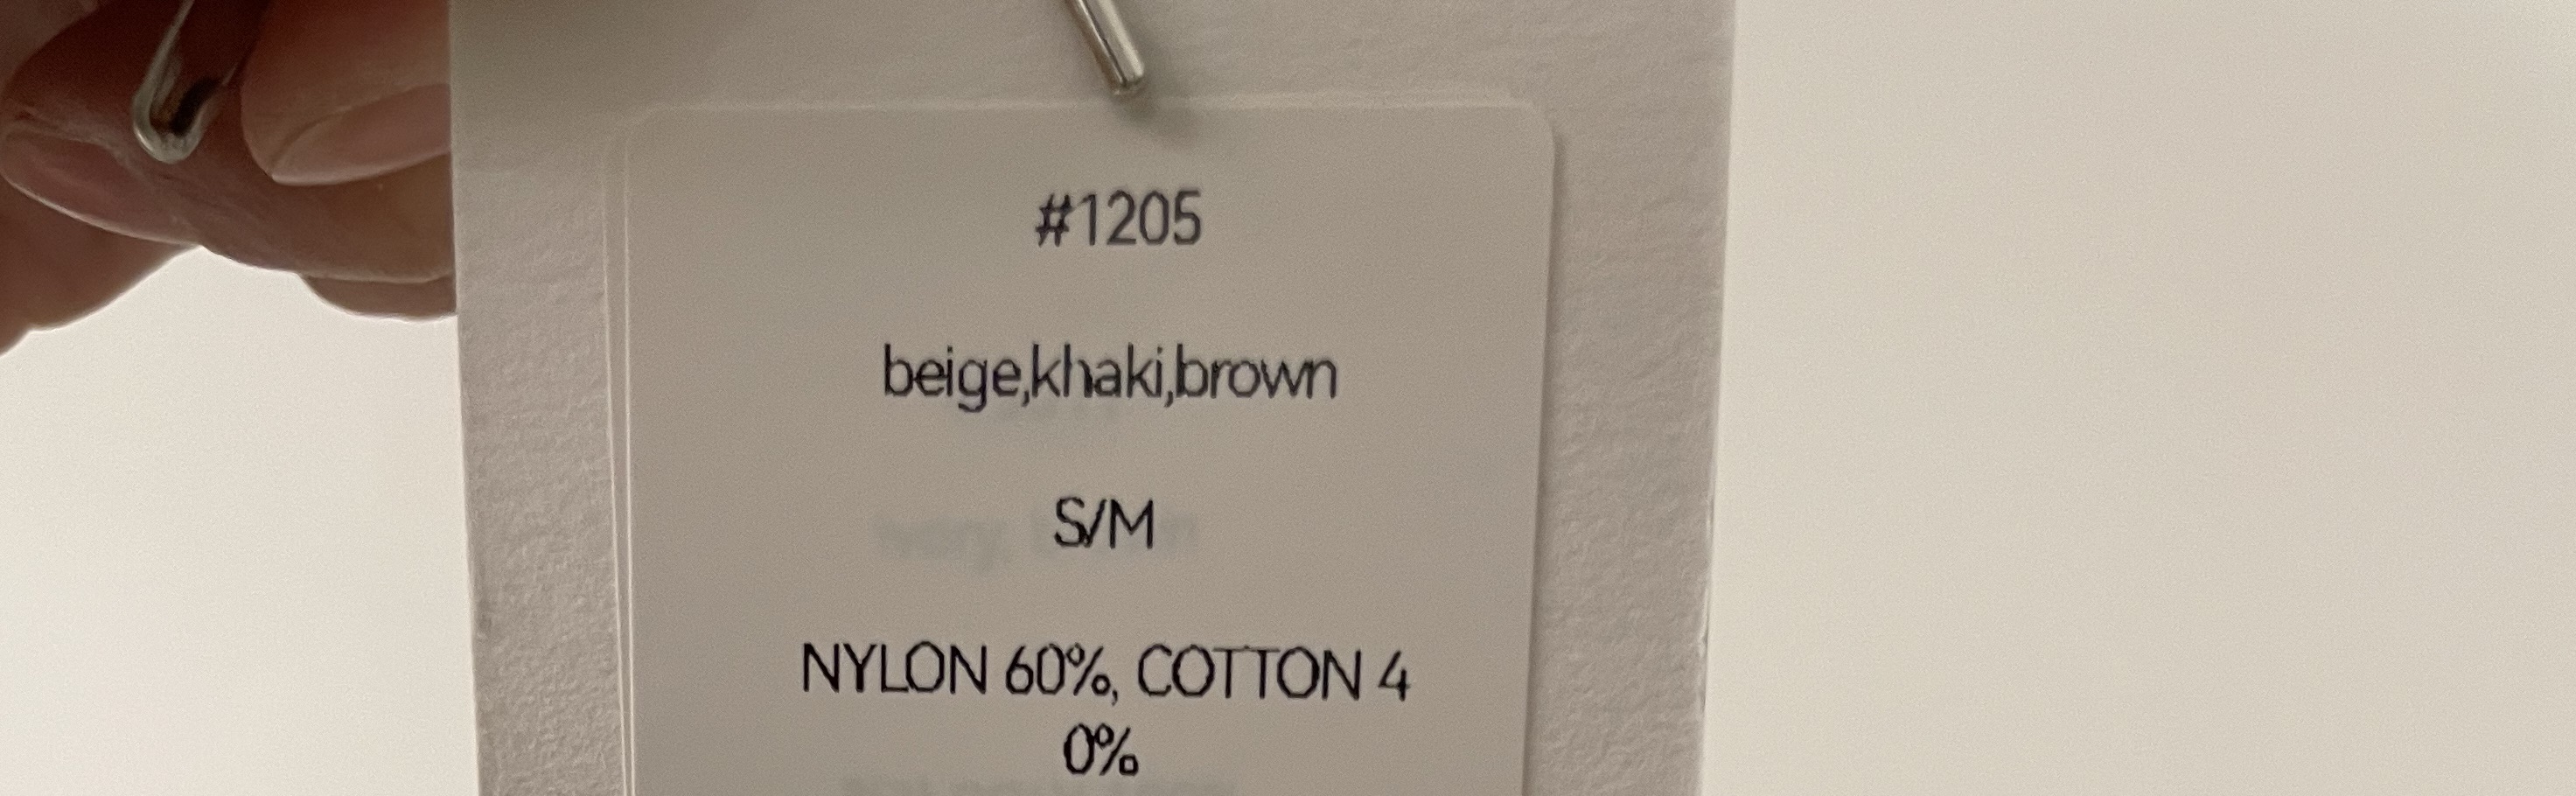 #1205
beige,khaki,brown
S/M
NYLON 60%, COTTON 4
0%